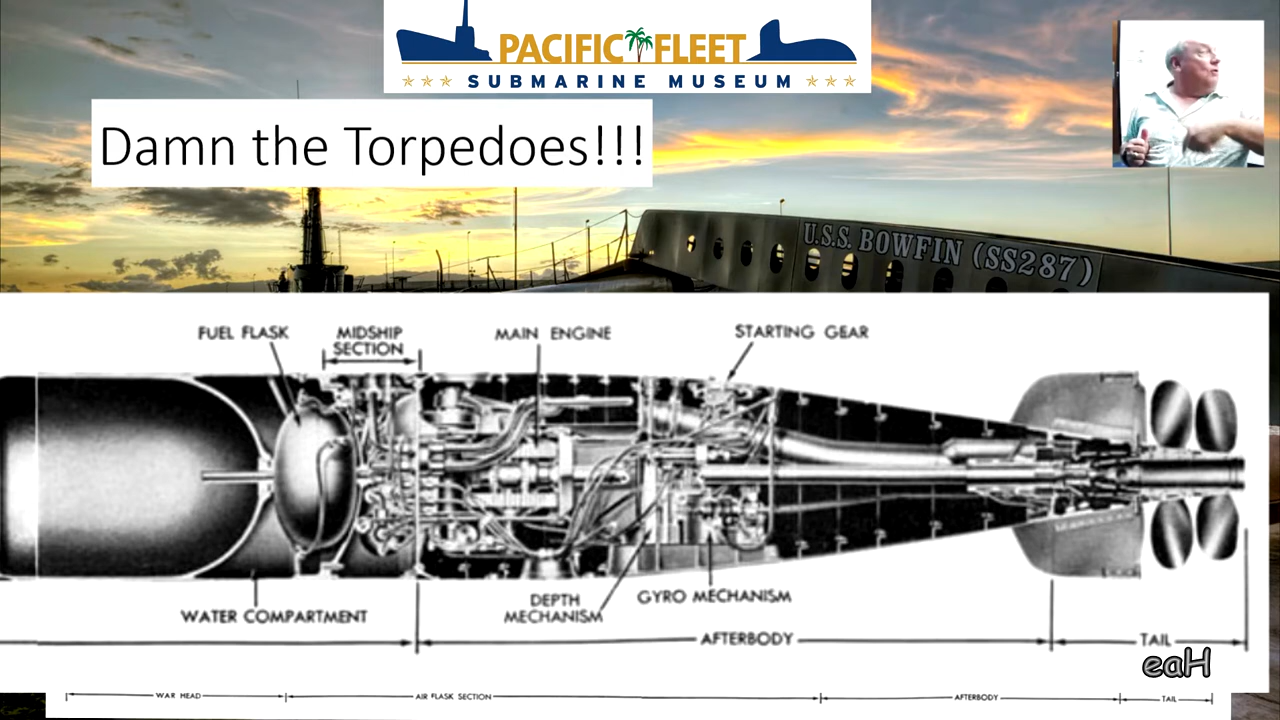 PACIFIC FLEET
SUBMARINE MUSEUM
Damn the Torpedoes!!!
U.S.S. BOWFIN (SS287)
FUEL FLASK
MIDSHIP
SECTION
MAIN ENGINE
STARTING GEAR
WATER COMPARTMENT
DEPTH
MECHANISM
GYRO MECHANISM
AFTERBODY
TAIL
eaH
WAR HEAD
AIR FLASK SECTION
AFTERBODY
TAIL